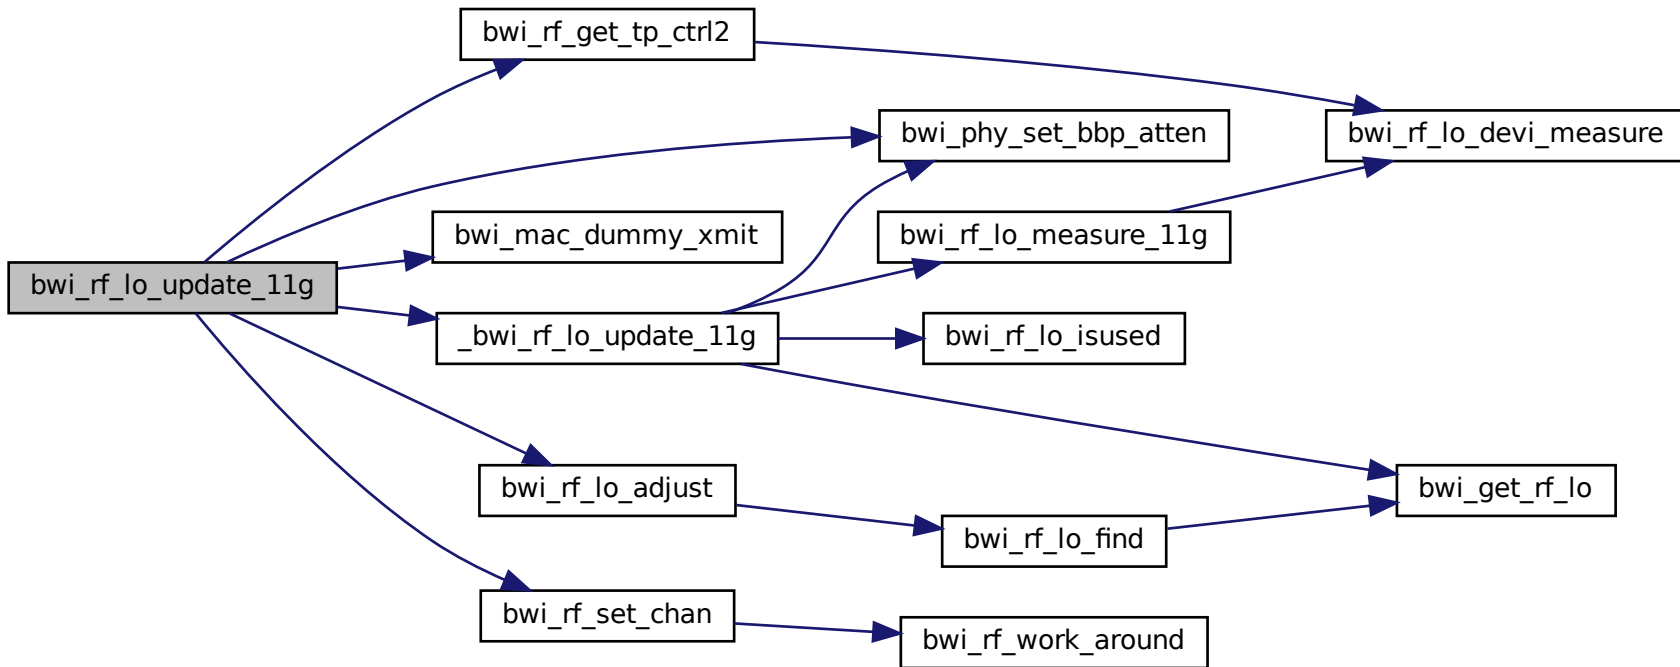 bwi_rf_get_tp_ctrl2
bwi_phy_set_bbp_atten
bwi_rf_lo_devi_measure
bwi_mac_dummy_xmit
bwi_rf_lo_measure_11g
bwi_rf_lo_update_11g
_bwi_rf_lo_update_11g
bwi_rf_lo_isused
bwi_rf_lo_adjust
bwi_get_rf_lo
bwi_rf_lo_find
bwi_rf_set_chan
bwi_rf_work_around